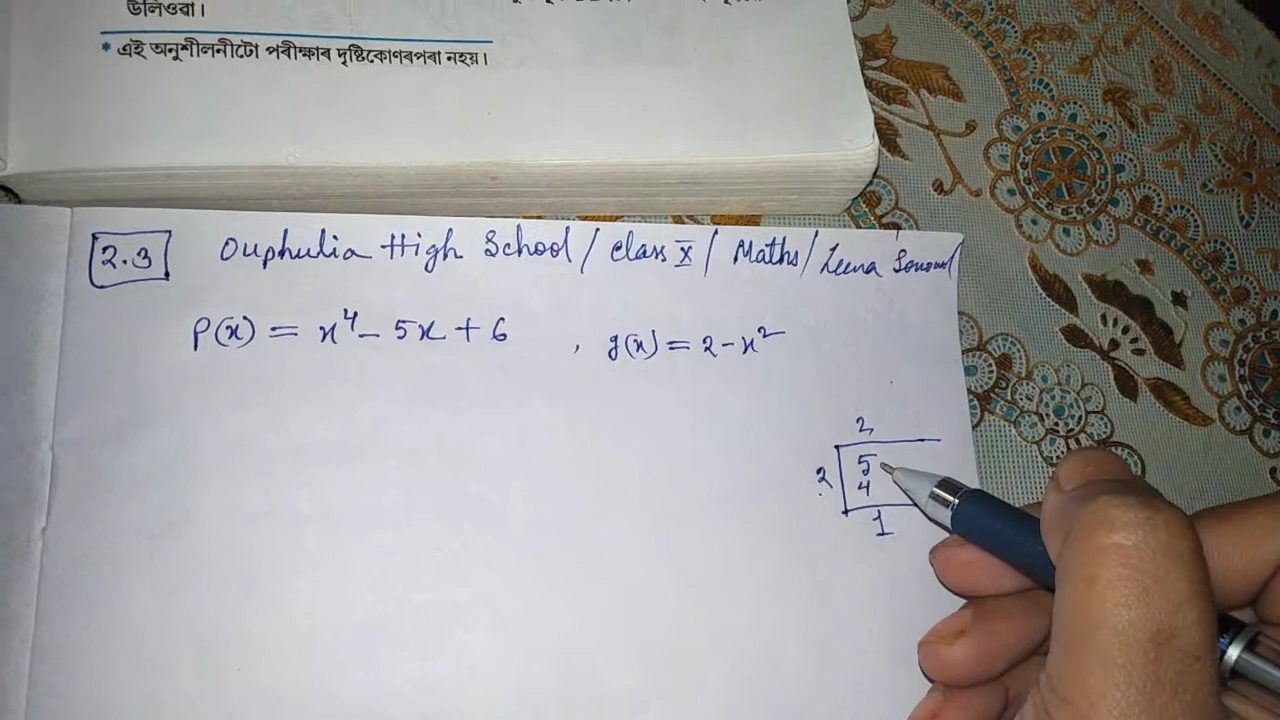 উলিওৱা।
* এই অনুশীলনীটো পৰীক্ষাৰ দৃষ্টিকোণৰপৰা নহয়।
2.3 Ouphulia High School / Class X / Maths / Leena Sonowal
P(x) = x⁴ - 5x + 6 , g(x) = 2 - x²
2
2 5
4
1